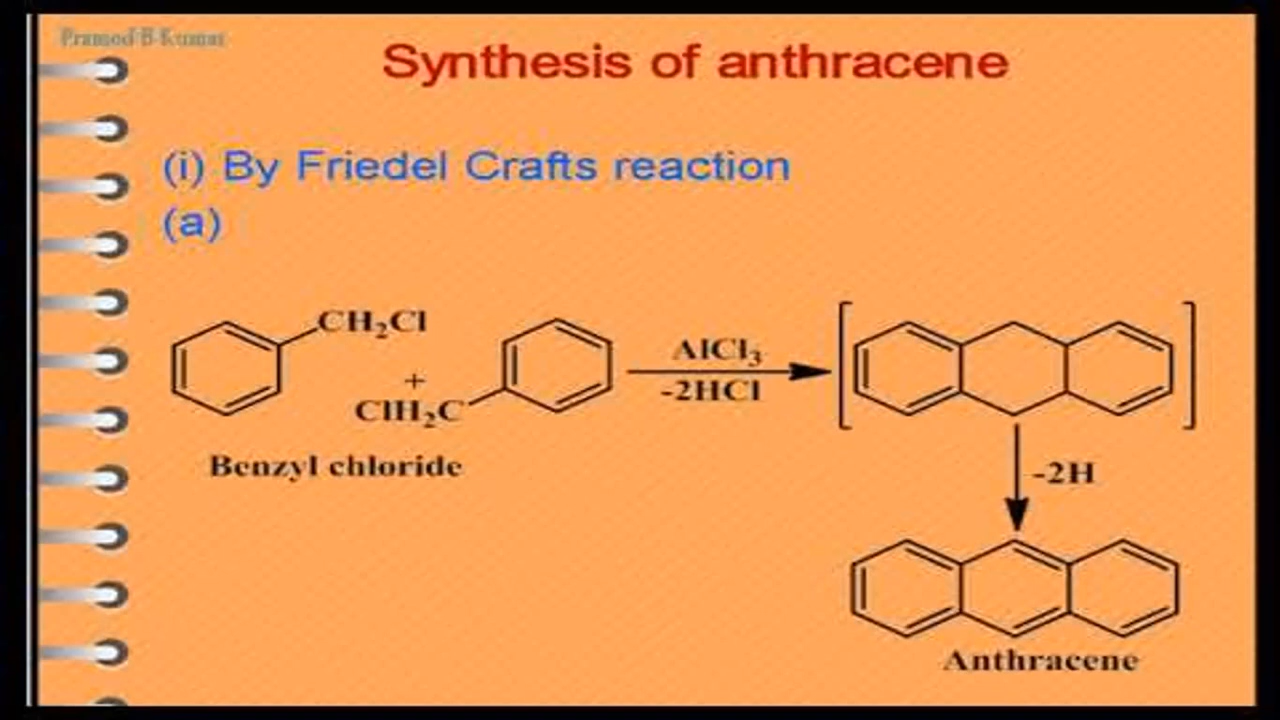 Pramod B Kumar
Synthesis of anthracene
(i) By Friedel Crafts reaction
(a)
CH₂Cl
+
ClH₂C
Benzyl chloride
AlCl₃
-2HCl
-2H
Anthracene